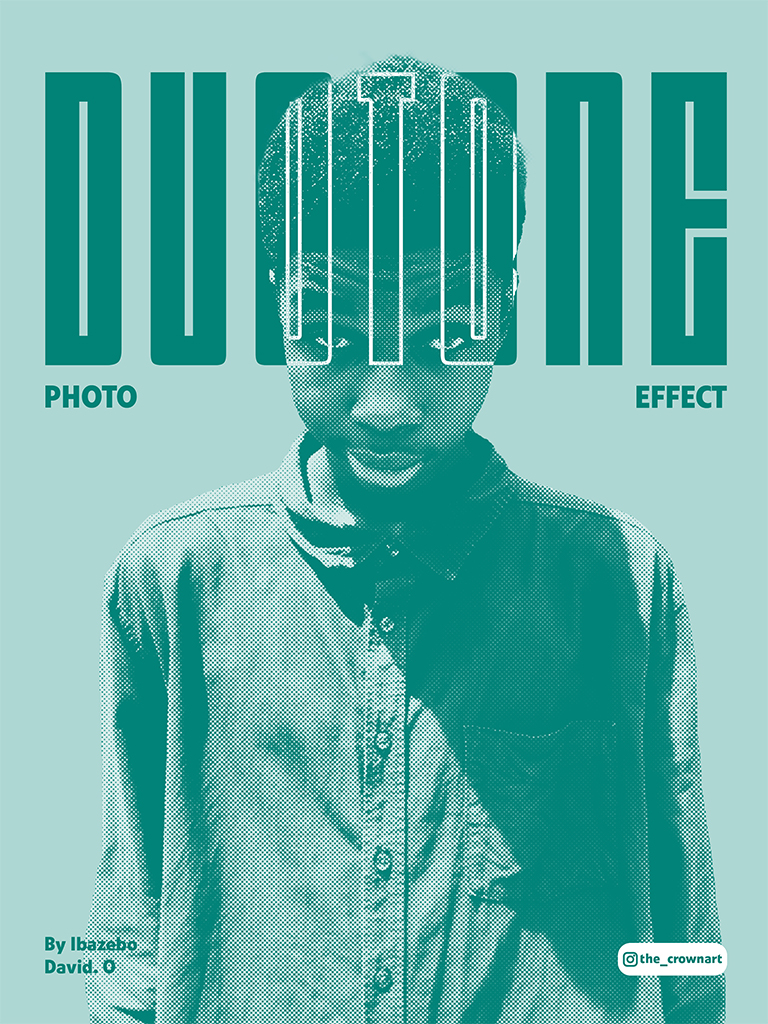 DUOTONE
PHOTO
EFFECT
By Ibazebo
David. O
the_crownart